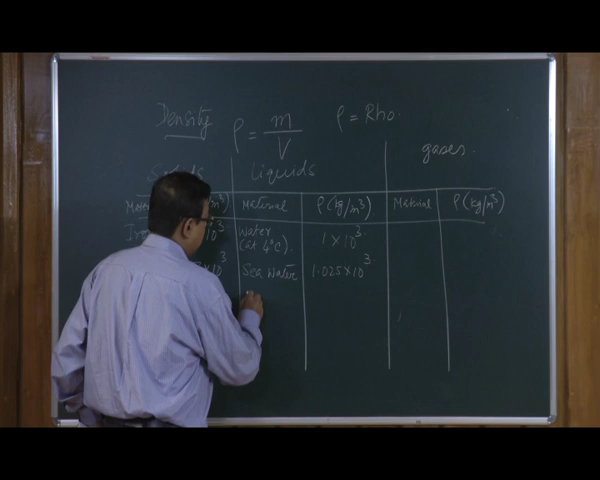 Density ρ = m/V ρ = Rho.
Solids Liquids gases.
ρ (kg/m³) Material ρ (kg/m³)
Water (at 4°C). 1 × 10³.
Sea Water 1.025 × 10³